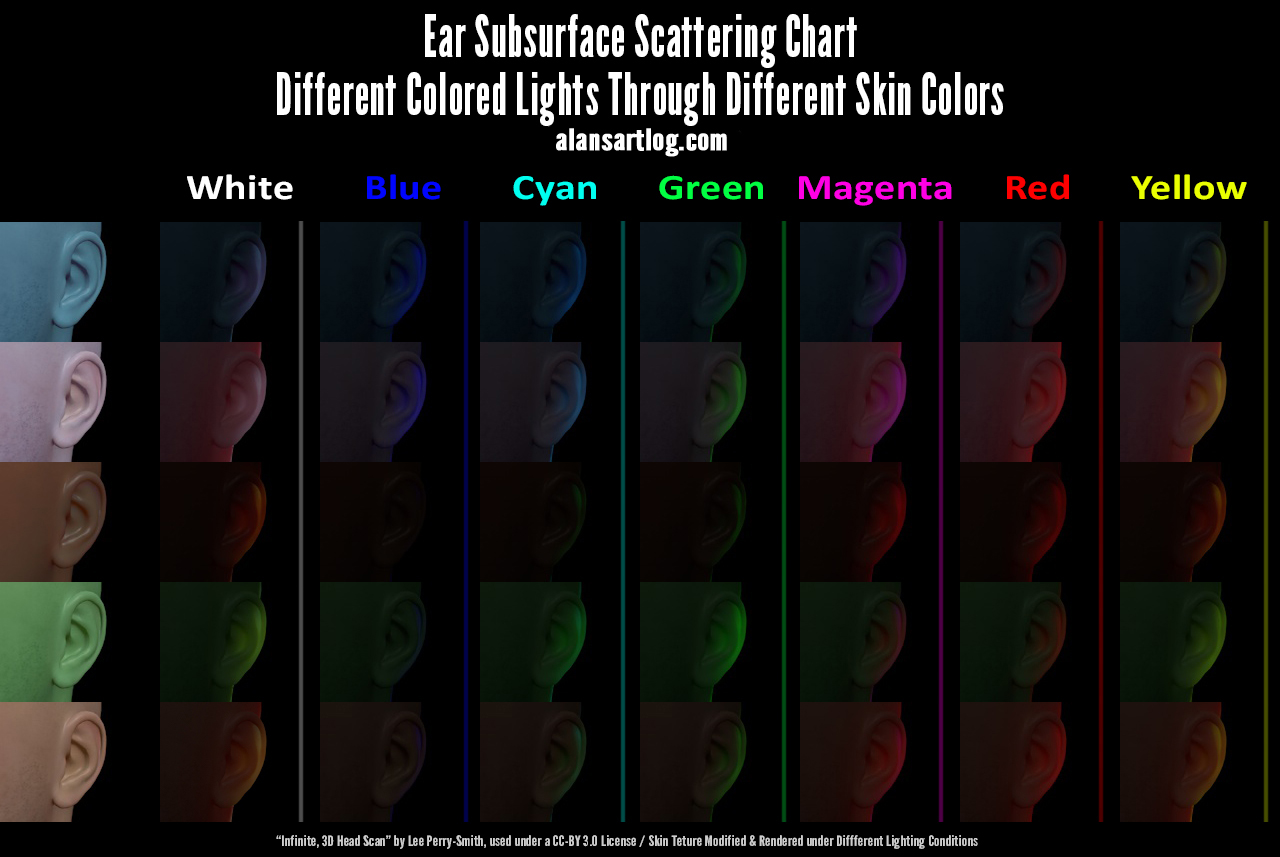 Ear Subsurface Scattering Chart
Different Colored Lights Through Different Skin Colors
alansartlog.com
White Blue Cyan Green Magenta Red Yellow
“Infinite, 3D Head Scan” by Lee Perry-Smith, used under a CC-BY 3.0 License / Skin Teture Modified & Rendered under Diffferent Lighting Conditions